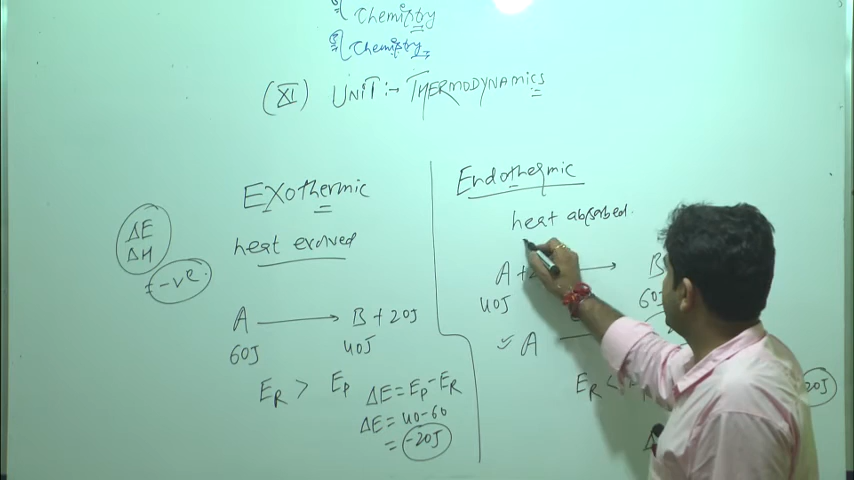 Chemistry
Chemistry
(XI) UNIT:- THERMODYNAMICS
EXothermic
heat evolved
ΔE
ΔH
= -ve
A ⟶ B + 20J
60J 40J
E_R > E_P
ΔE = E_P - E_R
ΔE = 40 - 60
= -20J
Endothermic
heat absorbed.
A + ⟶ B
40J 60J
A
E_R <
20J